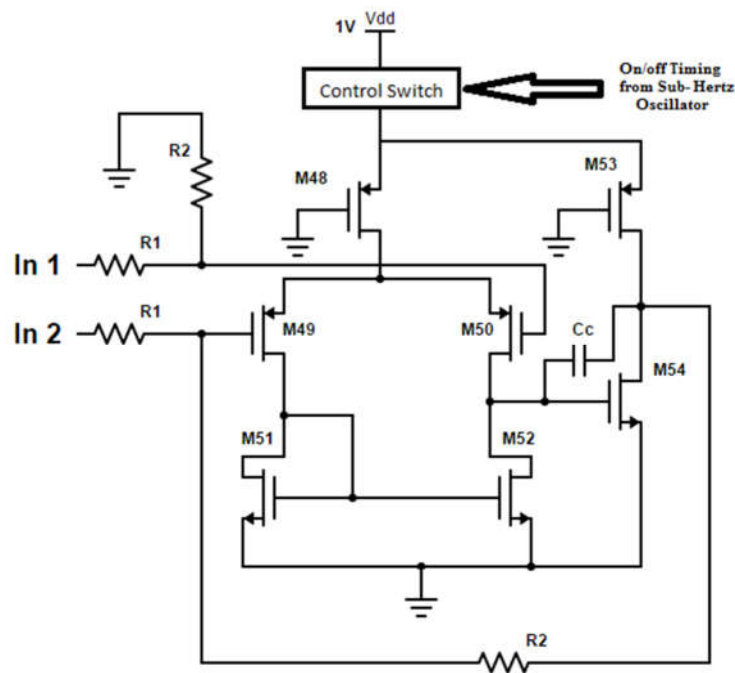 Vdd
1V
Control Switch
On/off Timing
from Sub- Hertz
Oscillator
R2
M48
M53
R1
In 1
R1
In 2
M49
M50
Cc
M54
M51
M52
R2